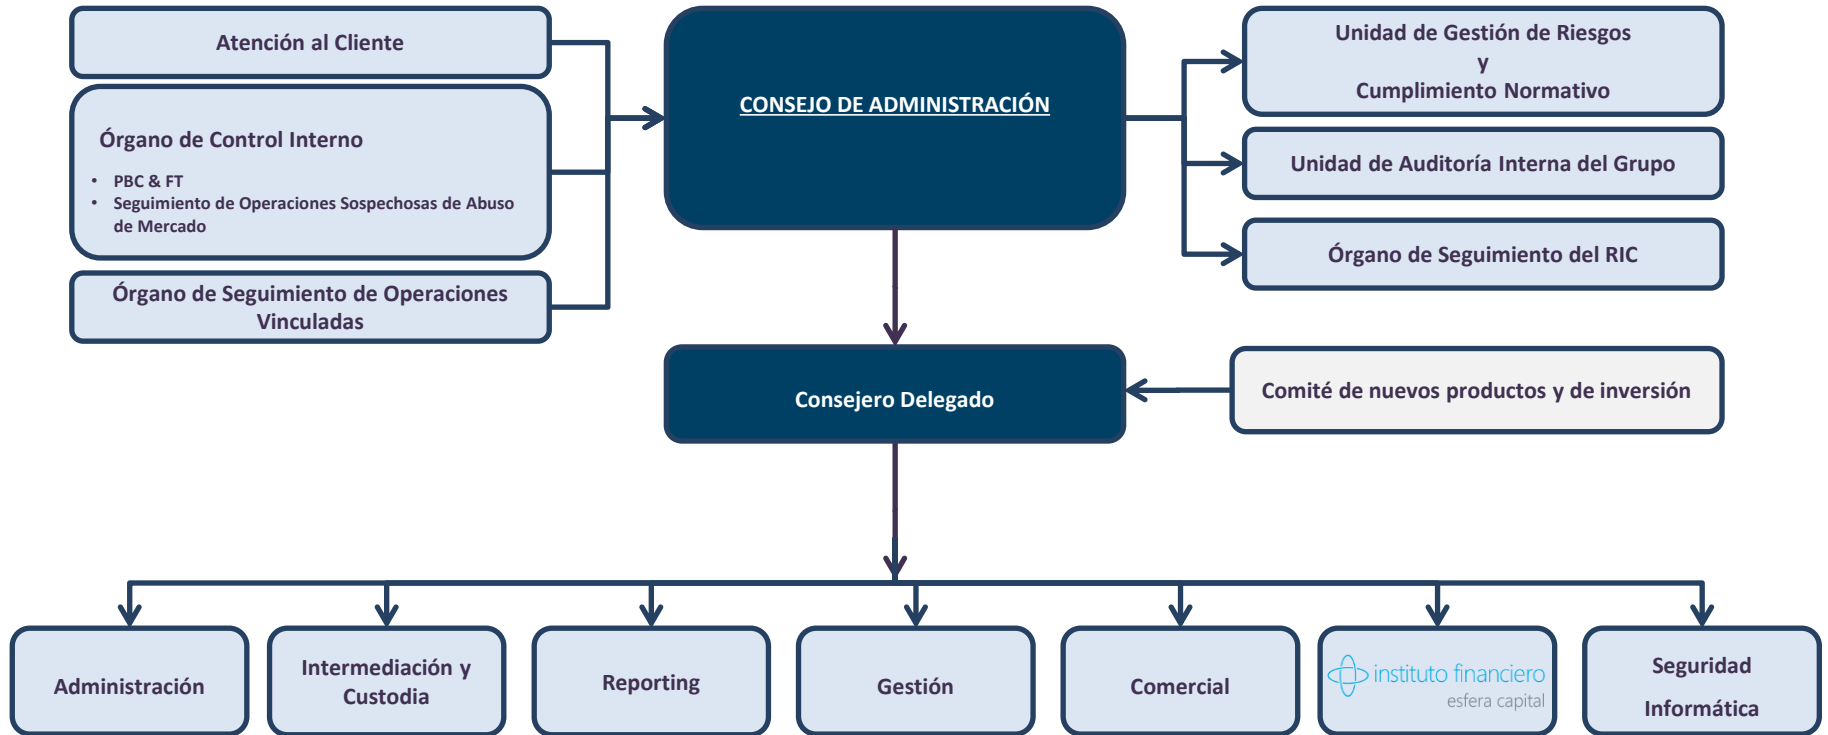 Atención al Cliente
Órgano de Control Interno
• PBC & FT
• Seguimiento de Operaciones Sospechosas de Abuso
de Mercado
Órgano de Seguimiento de Operaciones
Vinculadas
CONSEJO DE ADMINISTRACIÓN
Unidad de Gestión de Riesgos
y
Cumplimiento Normativo
Unidad de Auditoría Interna del Grupo
Órgano de Seguimiento del RIC
Consejero Delegado
Comité de nuevos productos y de inversión
Administración
Intermediación y
Custodia
Reporting
Gestión
Comercial
instituto financiero
esfera capital
Seguridad
Informática